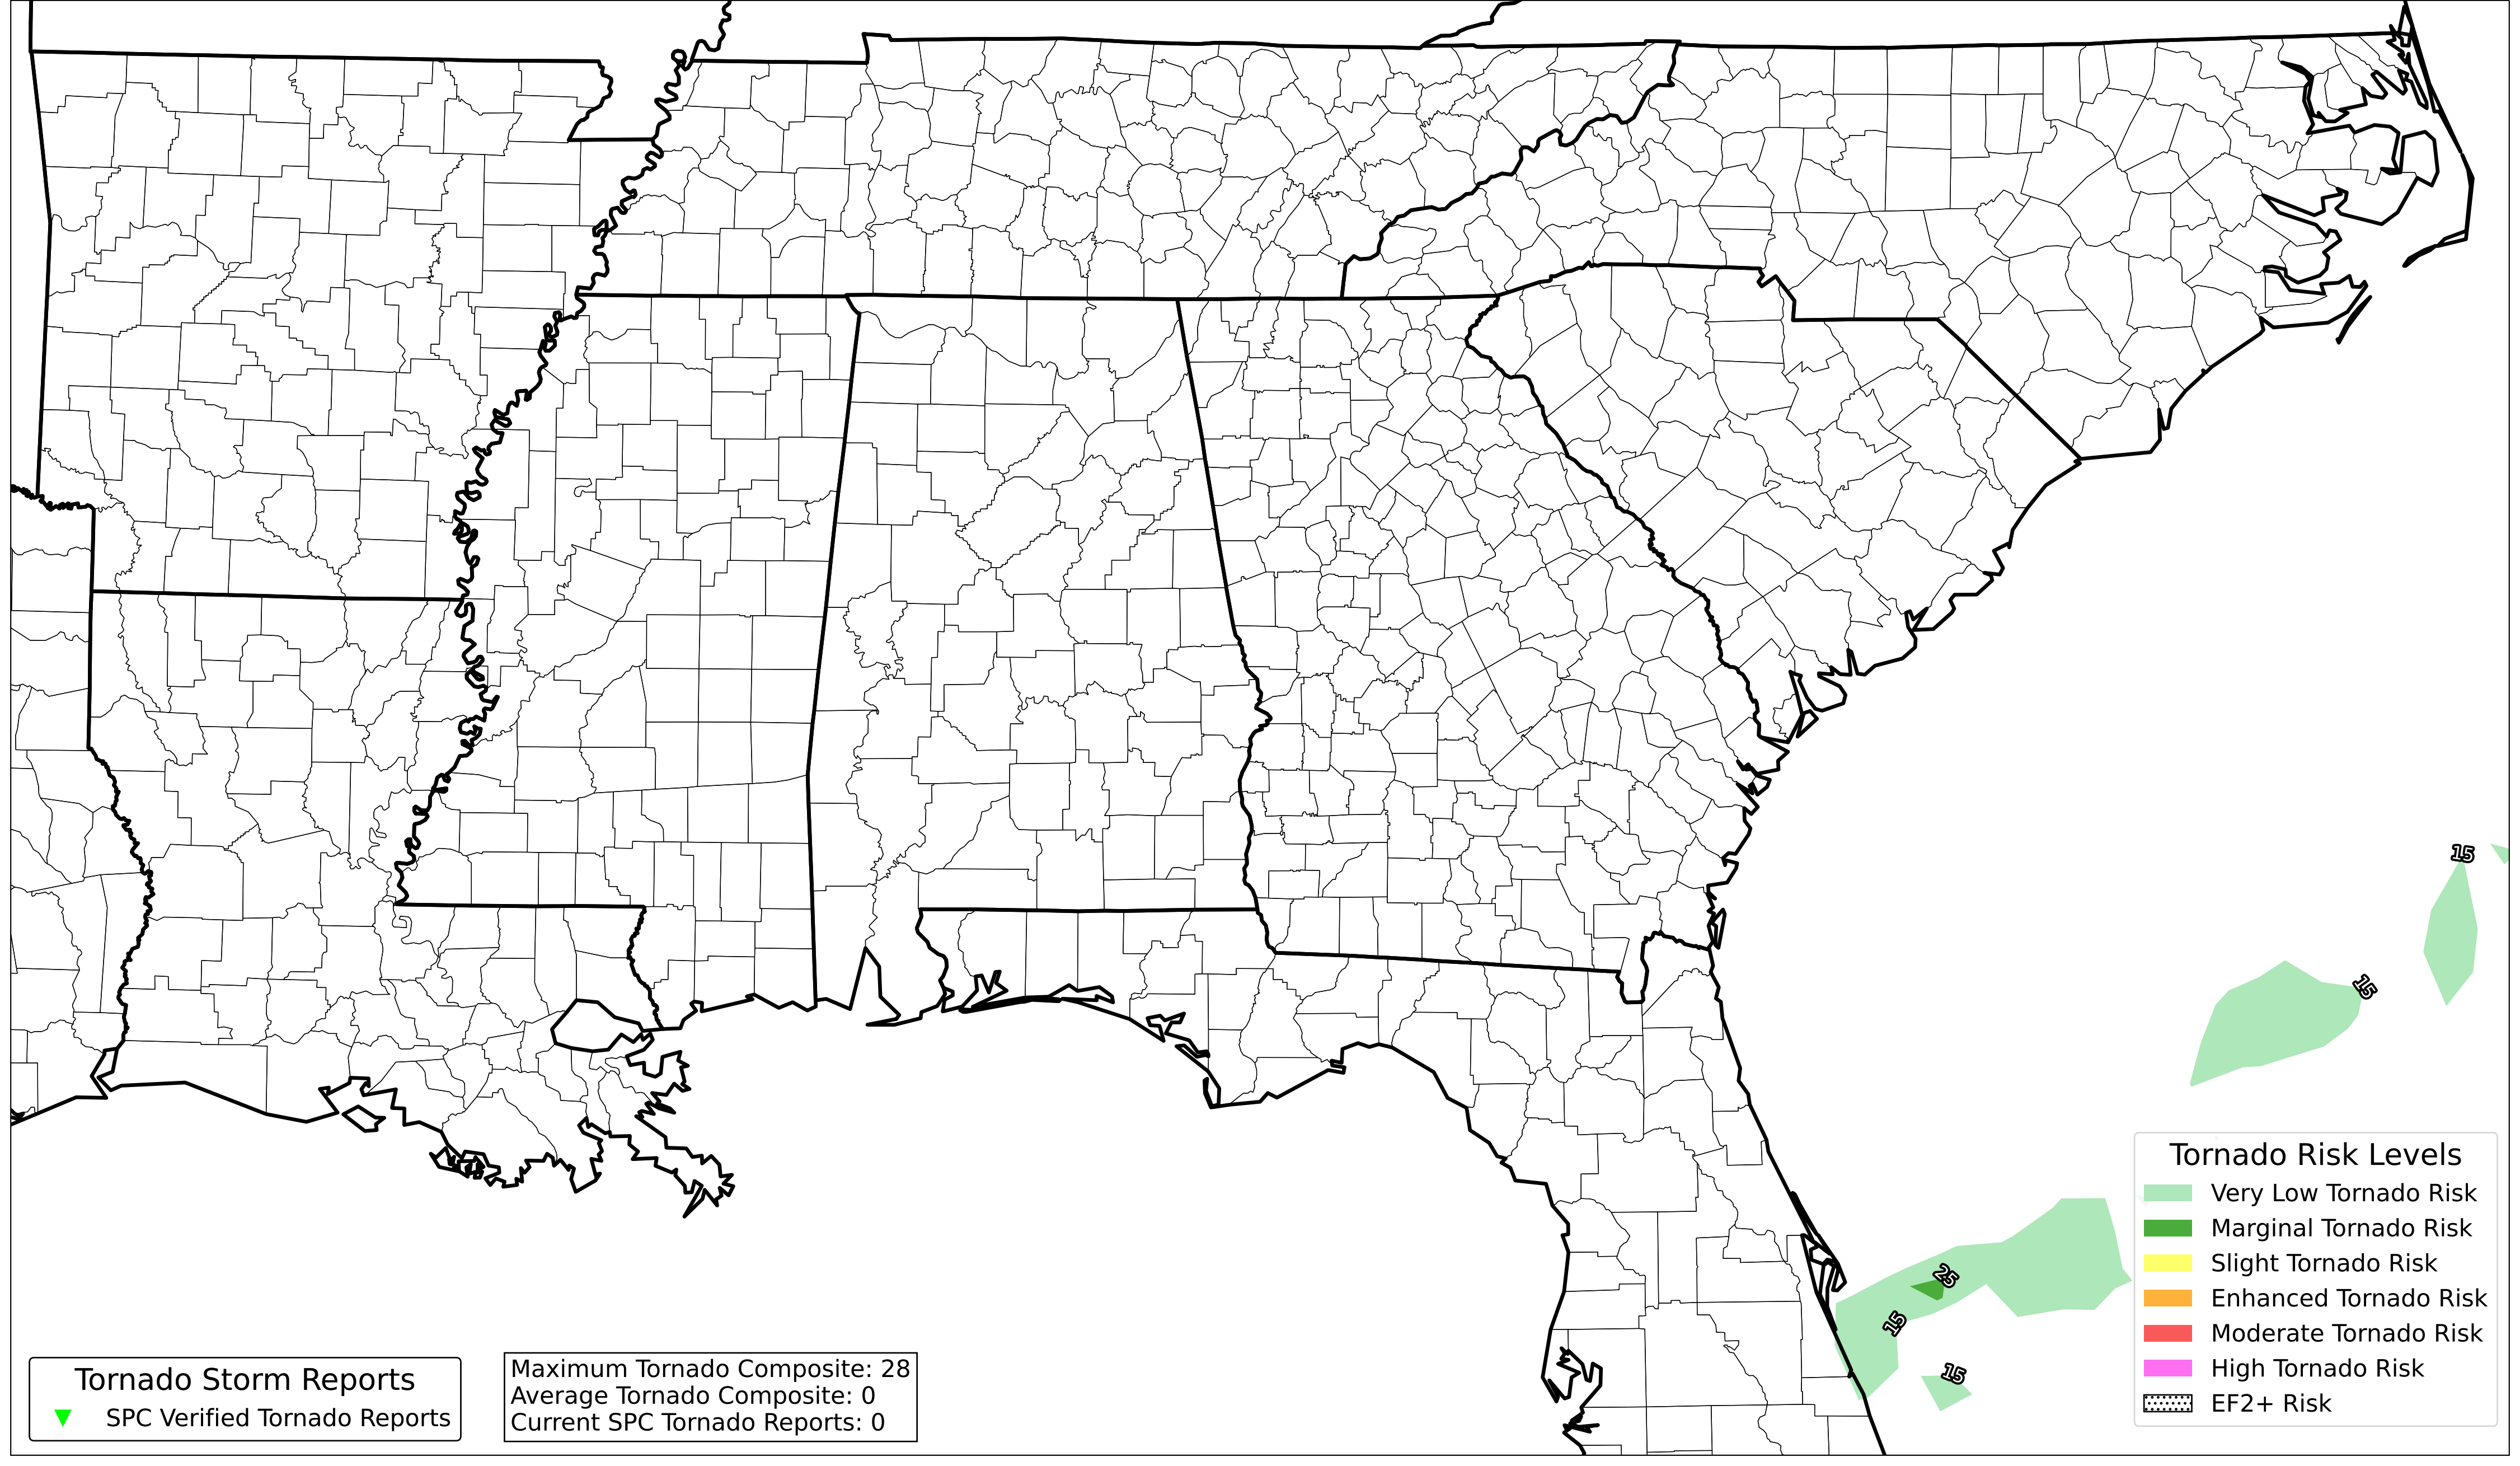 15
15
25
15
15
Tornado Risk Levels
Very Low Tornado Risk
Marginal Tornado Risk
Slight Tornado Risk
Enhanced Tornado Risk
Moderate Tornado Risk
High Tornado Risk
EF2+ Risk
Tornado Storm Reports
SPC Verified Tornado Reports
Maximum Tornado Composite: 28
Average Tornado Composite: 0
Current SPC Tornado Reports: 0